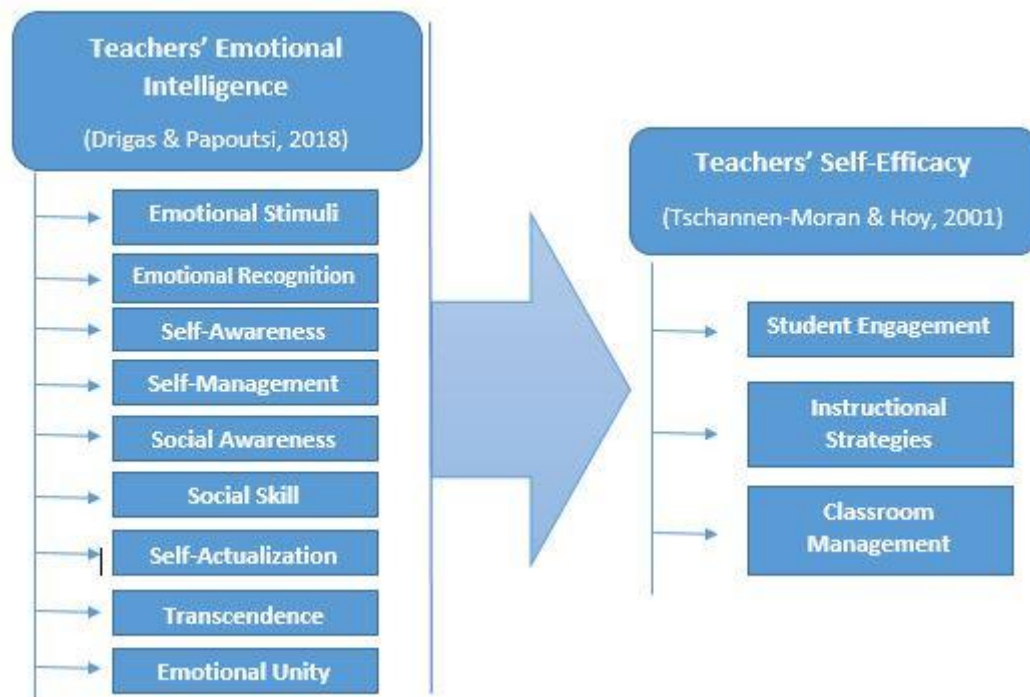 Teachers’ Emotional
Intelligence
(Drigas & Papoutsi, 2018)
Emotional Stimuli
Emotional Recognition
Self-Awareness
Self-Management
Social Awareness
Social Skill
Self-Actualization
Transcendence
Emotional Unity
Teachers’ Self-Efficacy
(Tschannen-Moran & Hoy, 2001)
Student Engagement
Instructional
Strategies
Classroom
Management